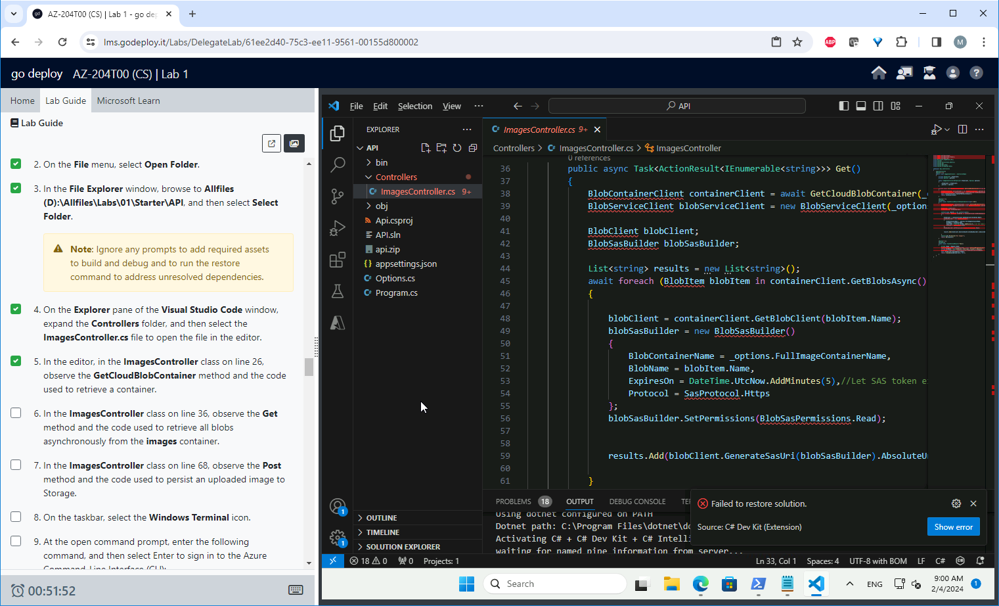 AZ-204T00 (CS) | Lab 1 - go de
lms.godeploy.it/Labs/DelegateLab/61ee2d40-75c3-ee11-9561-00155d800002
ABP
M
go deploy AZ-204T00 (CS) | Lab 1
Home Lab Guide Microsoft Learn
Lab Guide
2. On the File menu, select Open Folder.
3. In the File Explorer window, browse to Allfiles
(D):\Allfiles\Labs\01\Starter\API, and then select Select
Folder.
Note: Ignore any prompts to add required assets
to build and debug and to run the restore
command to address unresolved dependencies.
4. On the Explorer pane of the Visual Studio Code window,
expand the Controllers folder, and then select the
ImagesController.cs file to open the file in the editor.
5. In the editor, in the ImagesController class on line 26,
observe the GetCloudBlobContainer method and the code
used to retrieve a container.
6. In the ImagesController class on line 36, observe the Get
method and the code used to retrieve all blobs
asynchronously from the images container.
7. In the ImagesController class on line 68, observe the Post
method and the code used to persist an uploaded image to
Storage.
8. On the taskbar, select the Windows Terminal icon.
9. At the open command prompt, enter the following
command, and then select Enter to sign in to the Azure
Command-Line Interface (CLI):
00:51:52
File Edit Selection View ··· API
EXPLORER
API
bin
Controllers
ImagesController.cs 9+
obj
Api.csproj
API.sln
api.zip
appsettings.json
Options.cs
Program.cs
OUTLINE
TIMELINE
SOLUTION EXPLORER
1
1
ImagesController.cs 9+
Controllers > ImagesController.cs > ImagesController
0 references
36 public async Task<ActionResult<IEnumerable<string>>> Get()
37 {
38 BlobContainerClient containerClient = await GetCloudBlobContainer(_
39 BlobServiceClient blobServiceClient = new BlobServiceClient(_option
40
41 BlobClient blobClient;
42 BlobSasBuilder blobSasBuilder;
43
44 List<string> results = new List<string>();
45 await foreach (BlobItem blobItem in containerClient.GetBlobsAsync()
46 {
47
48 blobClient = containerClient.GetBlobClient(blobItem.Name);
49 blobSasBuilder = new BlobSasBuilder()
50 {
51 BlobContainerName = _options.FullImageContainerName,
52 BlobName = blobItem.Name,
53 ExpiresOn = DateTime.UtcNow.AddMinutes(5),//Let SAS token e
54 Protocol = SasProtocol.Https
55 };
56 blobSasBuilder.SetPermissions(BlobSasPermissions.Read);
57
58
59 results.Add(blobClient.GenerateSasUri(blobSasBuilder).AbsoluteU
60
61 }
PROBLEMS 18 OUTPUT DEBUG CONSOLE TE
Using dotnet configured on PATH
Dotnet path: C:\Program Files\dotnet\do
Activating C# + C# Dev Kit + C# Intelli
waiting for named pipe information from server...
Failed to restore solution.
Source: C# Dev Kit (Extension)
Show error
18 0 0 Projects: 1 Ln 33, Col 1 Spaces: 4 UTF-8 with BOM LF C#
Search
ENG
9:00 AM
2/4/2024
1